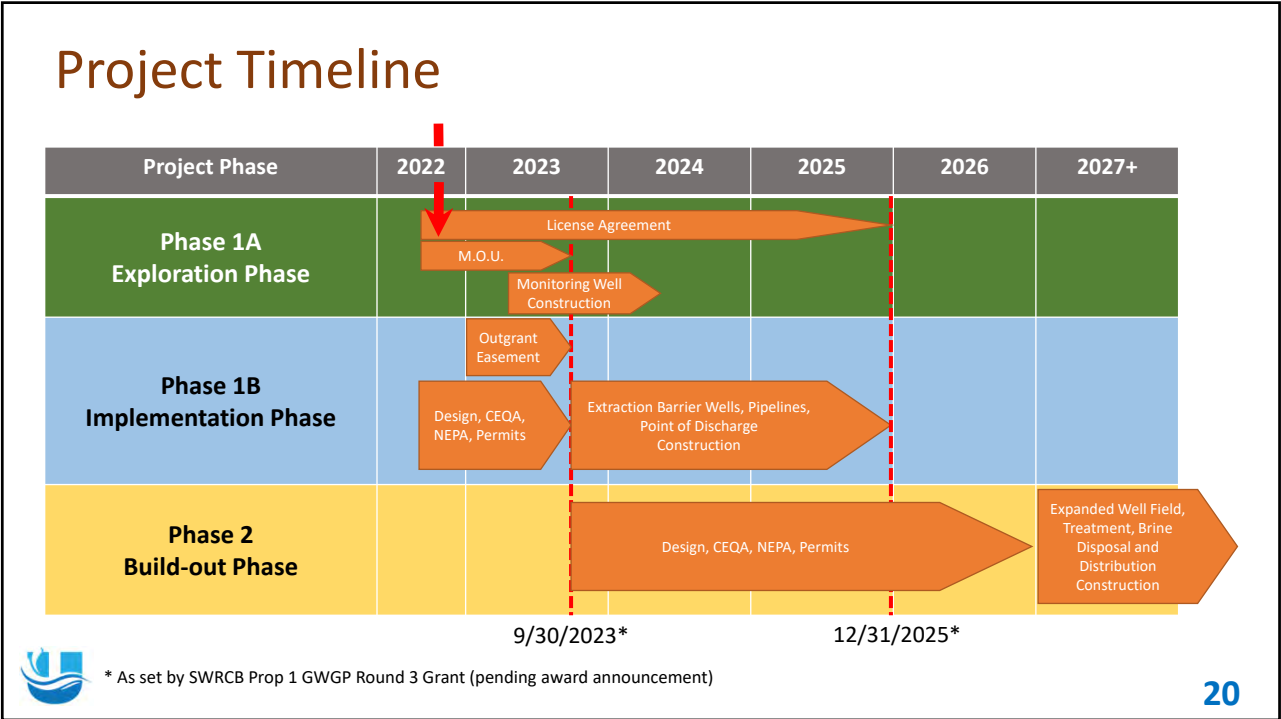 Project Timeline
Project Phase 2022 2023 2024 2025 2026 2027+
Phase 1A
Exploration Phase
License Agreement
M.O.U.
Monitoring Well
Construction
Phase 1B
Implementation Phase
Outgrant
Easement
Design, CEQA,
NEPA, Permits
Extraction Barrier Wells, Pipelines,
Point of Discharge
Construction
Phase 2
Build-out Phase
Design, CEQA, NEPA, Permits
Expanded Well Field,
Treatment, Brine
Disposal and
Distribution
Construction
9/30/2023* 12/31/2025*
* As set by SWRCB Prop 1 GWGP Round 3 Grant (pending award announcement)
20